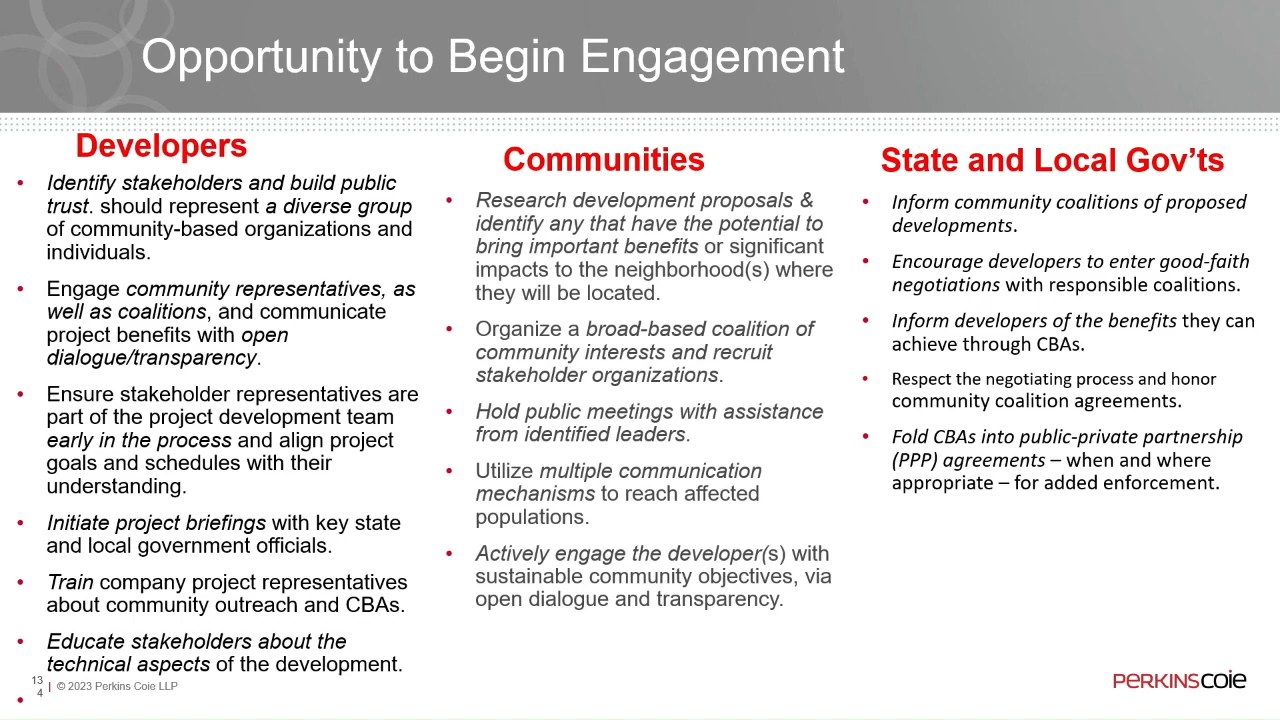 Opportunity to Begin Engagement
Developers
• Identify stakeholders and build public
trust. should represent a diverse group
of community-based organizations and
individuals.
• Engage community representatives, as
well as coalitions, and communicate
project benefits with open
dialogue/transparency.
• Ensure stakeholder representatives are
part of the project development team
early in the process and align project
goals and schedules with their
understanding.
• Initiate project briefings with key state
and local government officials.
• Train company project representatives
about community outreach and CBAs.
• Educate stakeholders about the
technical aspects of the development.
•
Communities
• Research development proposals &
identify any that have the potential to
bring important benefits or significant
impacts to the neighborhood(s) where
they will be located.
• Organize a broad-based coalition of
community interests and recruit
stakeholder organizations.
• Hold public meetings with assistance
from identified leaders.
• Utilize multiple communication
mechanisms to reach affected
populations.
• Actively engage the developer(s) with
sustainable community objectives, via
open dialogue and transparency.
State and Local Gov’ts
• Inform community coalitions of proposed
developments.
• Encourage developers to enter good-faith
negotiations with responsible coalitions.
• Inform developers of the benefits they can
achieve through CBAs.
• Respect the negotiating process and honor
community coalition agreements.
• Fold CBAs into public-private partnership
(PPP) agreements – when and where
appropriate – for added enforcement.
13
4
| © 2023 Perkins Coie LLP
PERKINSCOIE